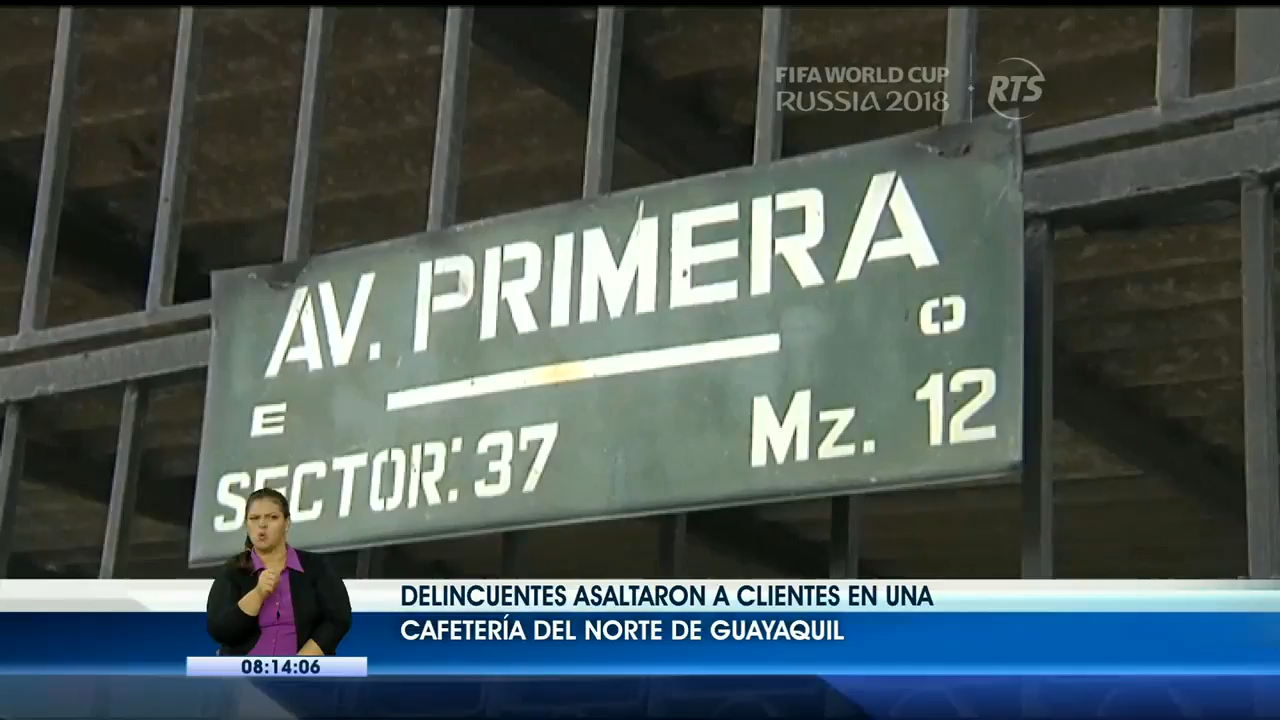 FIFA WORLD CUP
RUSSIA 2018
RTS
AV. PRIMERA
E
O
SECTOR: 37
Mz. 12
DELINCUENTES ASALTARON A CLIENTES EN UNA
CAFETERÍA DEL NORTE DE GUAYAQUIL
08:14:06